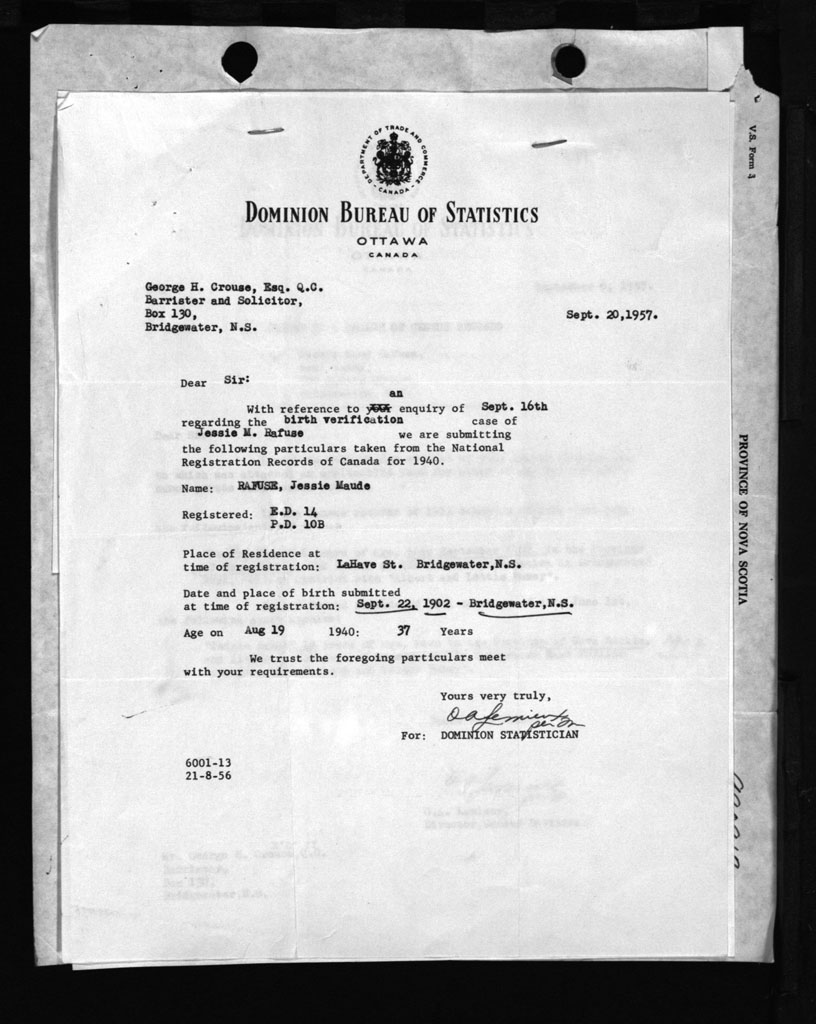 V.S. Form 4
PROVINCE OF NOVA SCOTIA
DEPARTMENT OF TRADE AND COMMERCE
- CANADA -
DOMINION BUREAU OF STATISTICS
OTTAWA
CANADA
George H. Crouse, Esq. Q.C.
Barrister and Solicitor,
Box 130,
Bridgewater, N.S.
Sept. 20,1957.
Dear Sir:
an
With reference to enquiry of Sept. 16th
regarding the birth verification case of
Jessie M. Rafuse we are submitting
the following particulars taken from the National
Registration Records of Canada for 1940.
Name: RAFUSE, Jessie Maude
Registered: E.D. 14
P.D. 10B
Place of Residence at
time of registration: LaHave St. Bridgewater,N.S.
Date and place of birth submitted
at time of registration: Sept. 22, 1902 - Bridgewater,N.S.
Age on Aug 19 1940: 37 Years
We trust the foregoing particulars meet
with your requirements.
Yours very truly,
For: DOMINION STATISTICIAN
6001-13
21-8-56